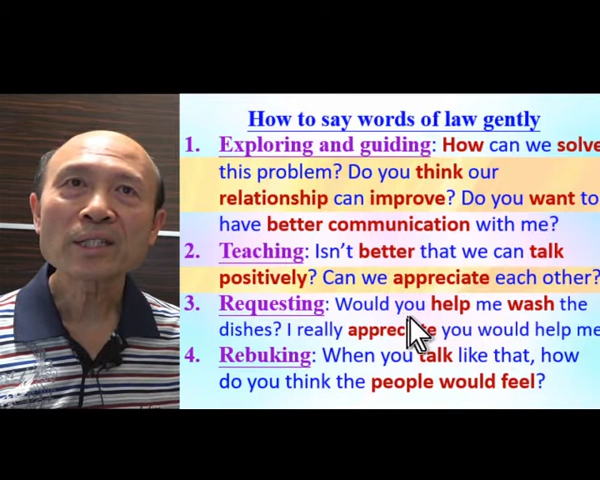 How to say words of law gently
1. Exploring and guiding: How can we solve
this problem? Do you think our
relationship can improve? Do you want to
have better communication with me?
2. Teaching: Isn't better that we can talk
positively? Can we appreciate each other?
3. Requesting: Would you help me wash the
dishes? I really appreciate you would help me
4. Rebuking: When you talk like that, how
do you think the people would feel?